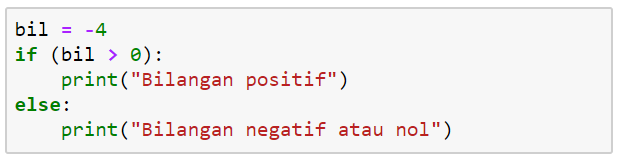 bil = -4
if (bil > 0):
    print("Bilangan positif")
else:
    print("Bilangan negatif atau nol")